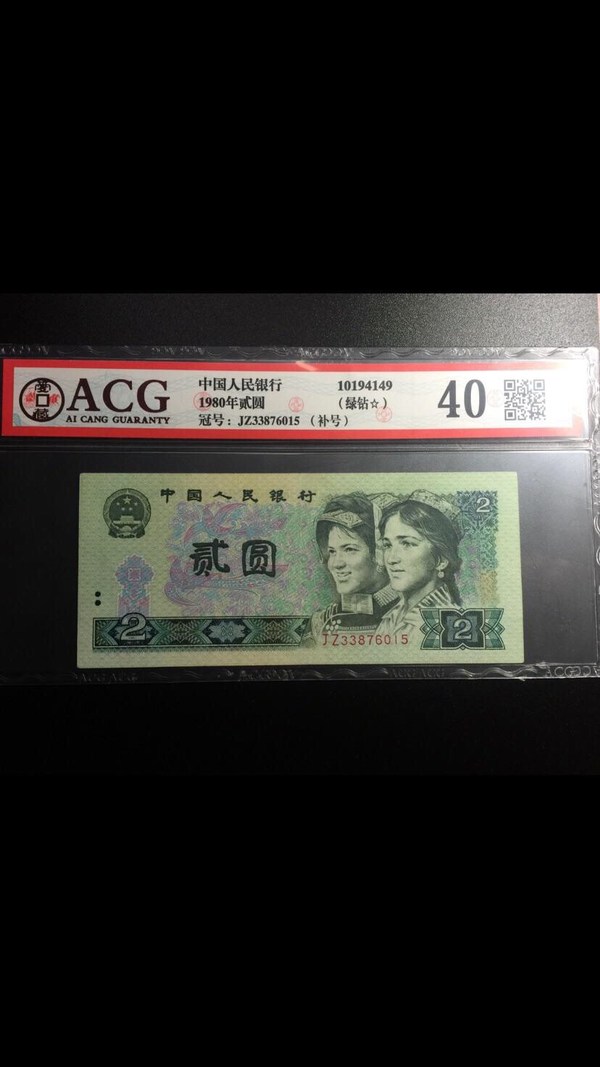 ACG
AI CANG GUARANTY
中国人民银行 10194149
1980年贰圆 (绿钻☆)
冠号: JZ33876015 (补号)
40
中国人民银行
2
贰圆
2
JZ33876015
2